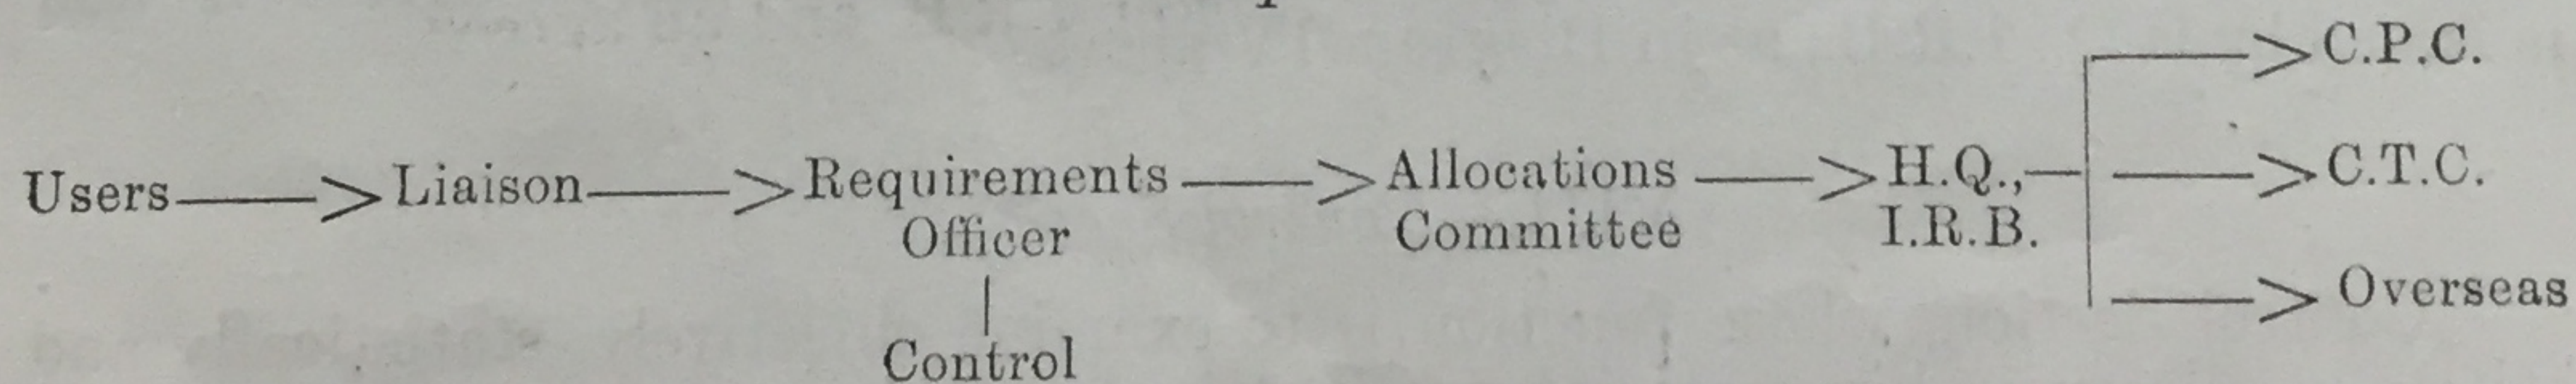 C.P.C.
Users Liaison Requirements Allocations H.Q., C.T.C.
Officer Committee I.R.B.
Overseas
Control